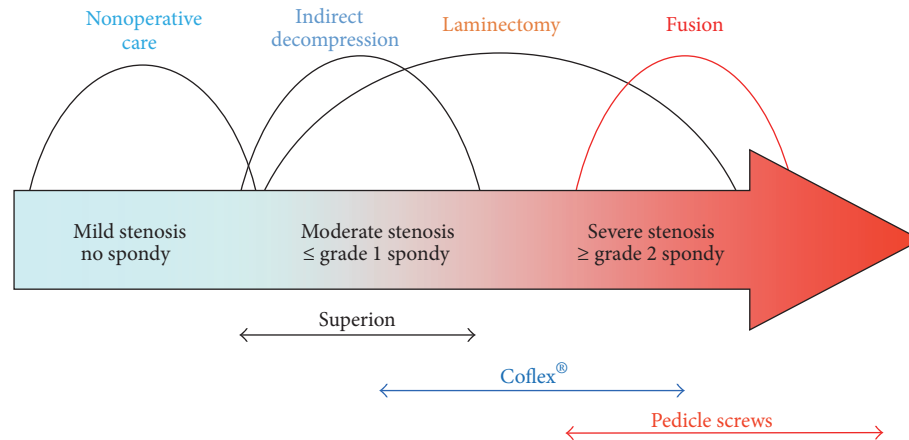 Nonoperative
care
Indirect
decompression
Laminectomy
Fusion
Mild stenosis
no spondy
Moderate stenosis
≤ grade 1 spondy
Severe stenosis
≥ grade 2 spondy
Superion
Coflex®
Pedicle screws